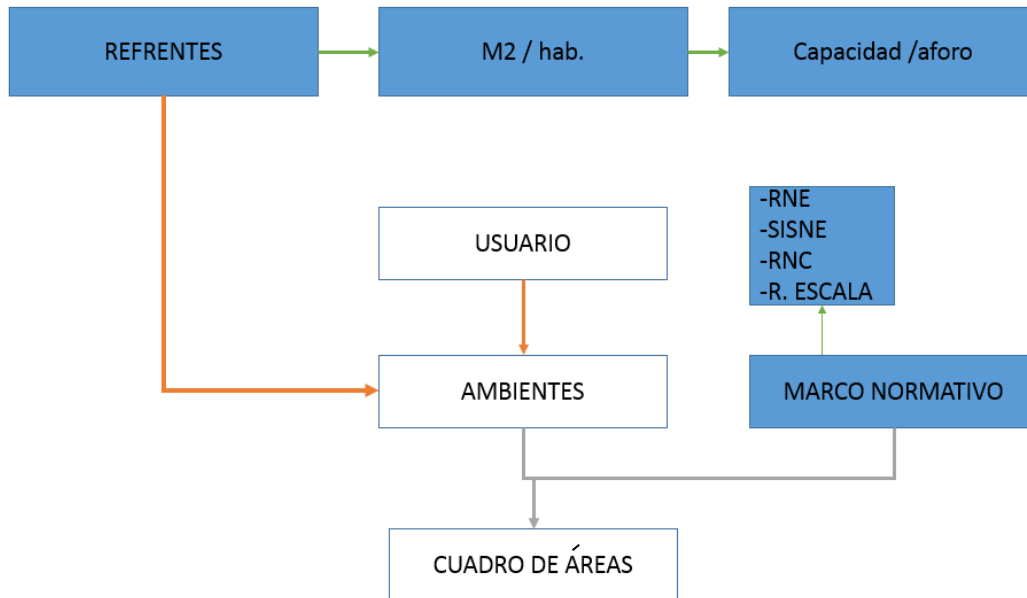 REFRENTES
M2 / hab.
Capacidad /aforo
-RNE
-SISNE
-RNC
-R. ESCALA
USUARIO
AMBIENTES
MARCO NORMATIVO
CUADRO DE ÁREAS